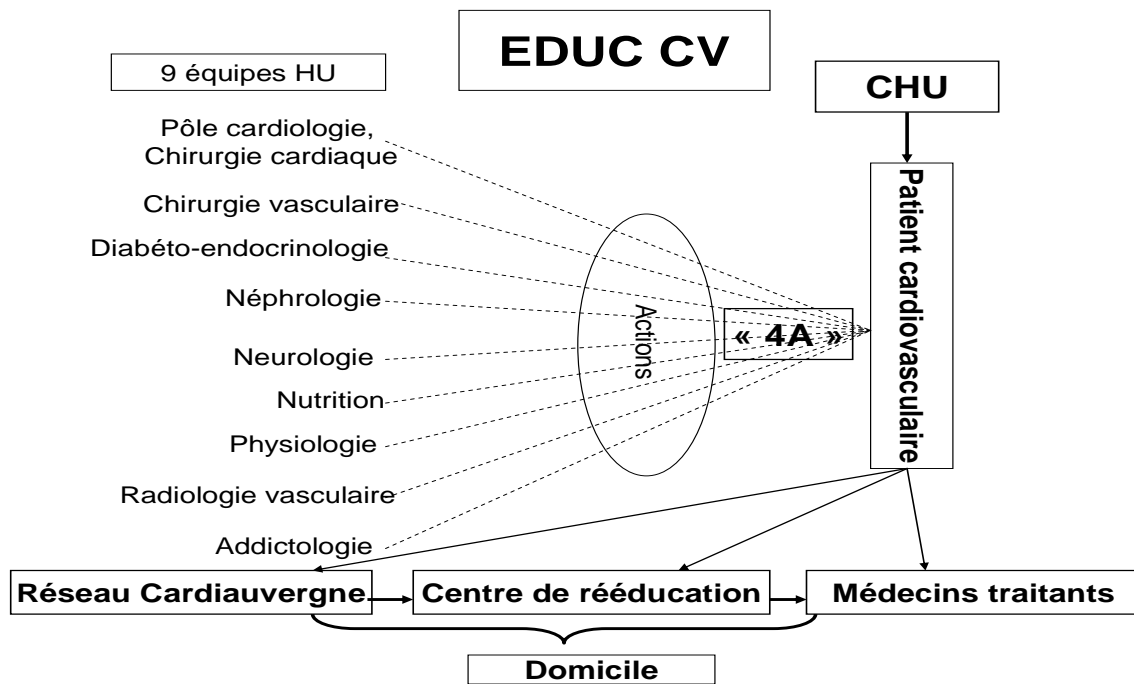 EDUC CV
9 équipes HU
CHU
Pôle cardiologie,
Chirurgie cardiaque
Chirurgie vasculaire
Diabéto-endocrinologie
Néphrologie
Neurologie
Nutrition
Physiologie
Radiologie vasculaire
Addictologie
Actions
« 4A »
Patient cardiovasculaire
Réseau Cardiauvergne
Centre de rééducation
Médecins traitants
Domicile